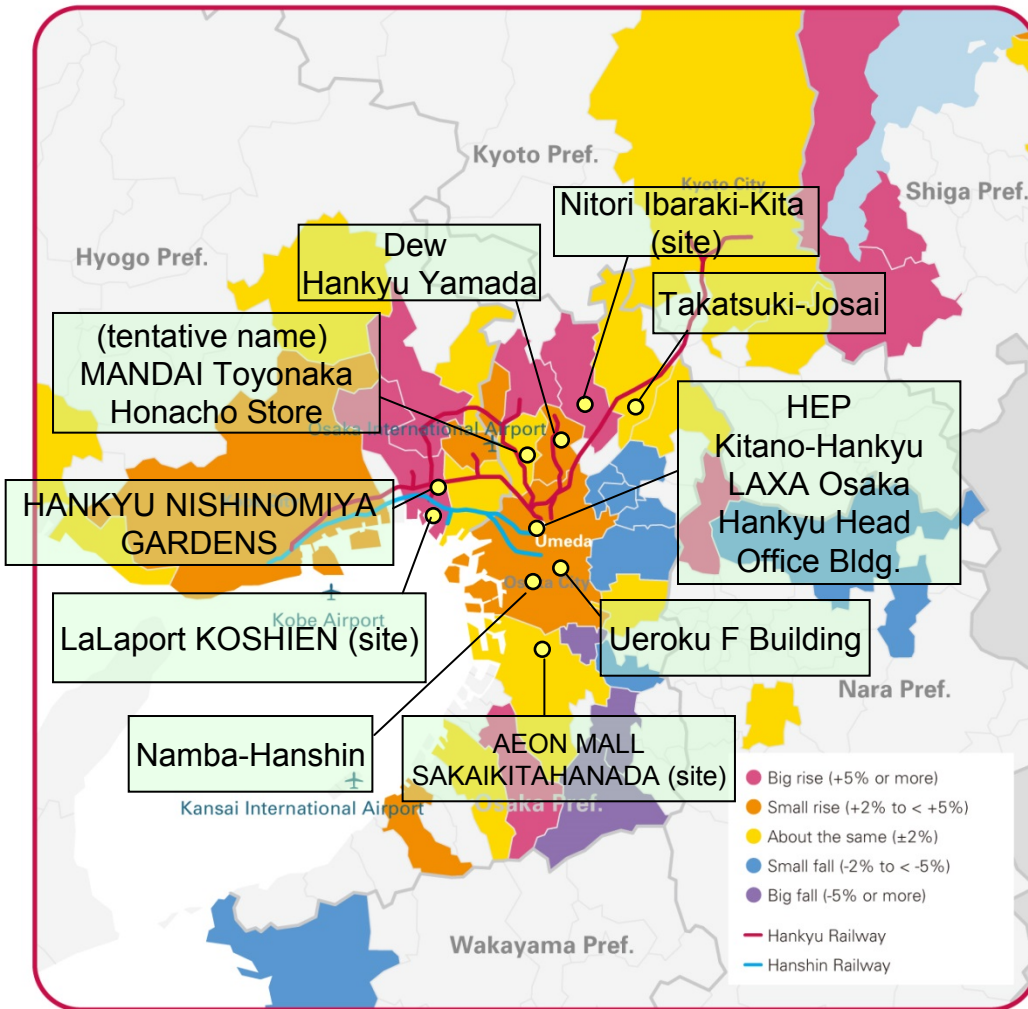 Kyoto Pref.
Kyoto City
Shiga Pref.
Nitori Ibaraki-Kita
(site)
Hyogo Pref.
Dew
Hankyu Yamada
Takatsuki-Josai
(tentative name)
MANDAI Toyonaka
Honacho Store
Osaka International Airport
HEP
Kitano-Hankyu
LAXA Osaka
Hankyu Head
Office Bldg.
HANKYU NISHINOMIYA
GARDENS
Umeda
Osaka City
Kobe Airport
LaLaport KOSHIEN (site)
Ueroku F Building
Nara Pref.
Namba-Hanshin
AEON MALL
SAKAIKITAHANADA (site)
Kansai International Airport
Osaka Pref.
Wakayama Pref.
Big rise (+5% or more)
Small rise (+2% to < +5%)
About the same (±2%)
Small fall (-2% to < -5%)
Big fall (-5% or more)
Hankyu Railway
Hanshin Railway